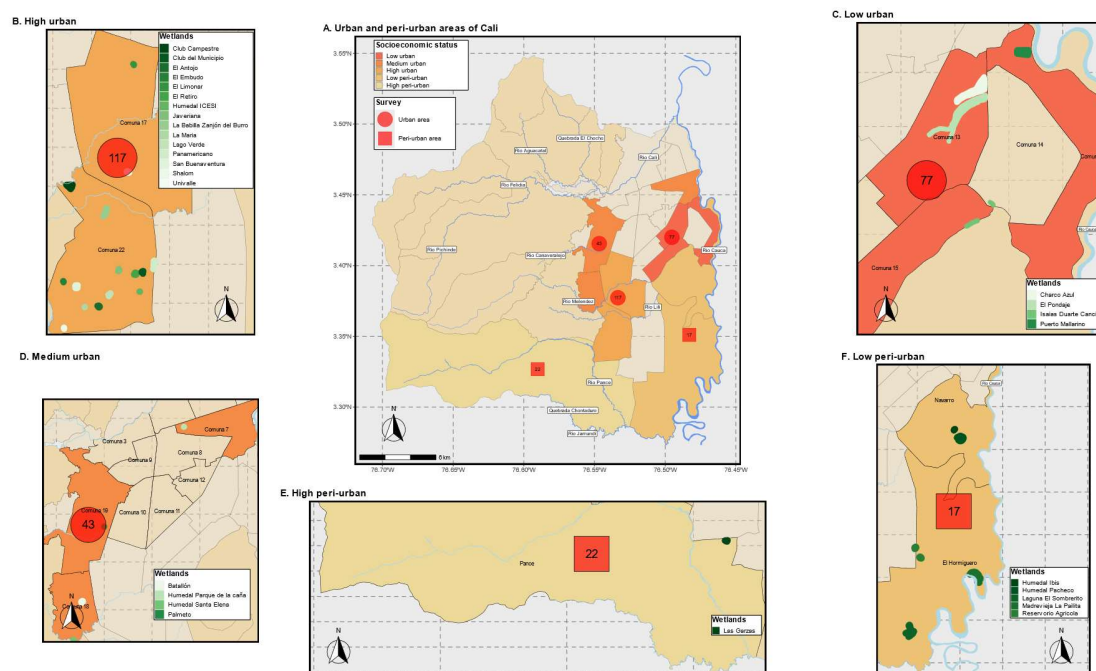 B. High urban
Wetlands
Club Campestre
Club del Municipio
El Antojo
El Embudo
El Limonar
El Retiro
Humedal ICESI
Javeriana
La Babilla Zanjón del Burro
La María
Lago Verde
Panamericano
San Buenaventura
Shalom
Univalle
Comuna 17
117
Comuna 22
N
A. Urban and peri-urban areas of Cali
Socioeconomic status
Low urban
Medium urban
High urban
Low peri-urban
High peri-urban
Survey
Urban area
Peri-urban area
3.55°N
3.50°N
3.45°N
3.40°N
3.35°N
3.30°N
Quebrada El Chocho
Río Aguacatal
Río Cali
Río Felidia
Río Pichindé
Río Cañaveralejo
Río Cauca
Río Meléndez
Río Lili
Río Pance
Quebrada Chontaduro
Río Jamundí
43
77
117
17
22
N
6 km
76.70°W
76.65°W
76.60°W
76.55°W
76.50°W
76.45°W
C. Low urban
Comuna 13
Comuna 14
77
Comuna 15
Wetlands
Charco Azul
El Pondaje
Isaias Duarte Canci
Puerto Mallarino
N
D. Medium urban
Comuna 3
Comuna 7
Comuna 8
Comuna 9
Comuna 12
Comuna 19
43
Comuna 10
Comuna 11
Comuna 18
N
Wetlands
Batallón
Humedal Parque de la caña
Humedal Santa Elena
Palmeto
E. High peri-urban
Pance
22
Wetlands
Las Garzas
N
F. Low peri-urban
Río Cauca
Navarro
17
El Hormiguero
Wetlands
Humedal Ibis
Humedal Pacheco
Laguna El Sombrerito
Madrevieja La Pailita
Reservorio Agrícola
N